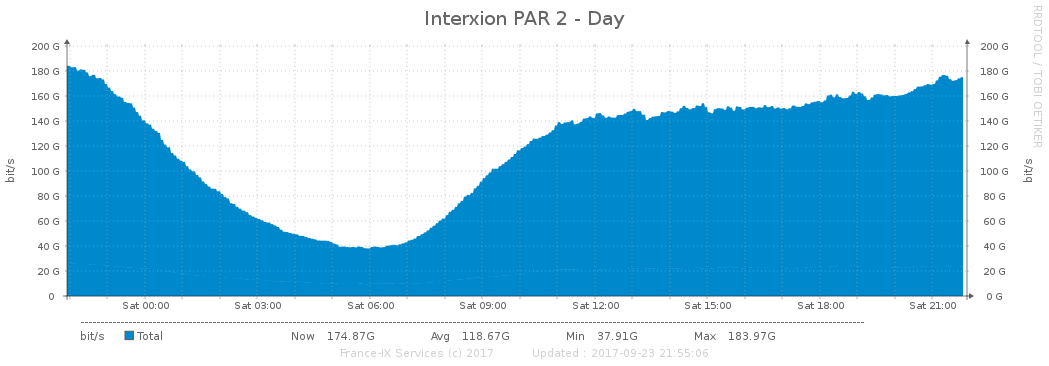 Interxion PAR 2 - Day
RRDTOOL / TOBI OETIKER
200 G 200 G
180 G 180 G
160 G 160 G
140 G 140 G
120 G 120 G
100 G 100 G
80 G 80 G
60 G 60 G
40 G 40 G
20 G 20 G
0 0 G
bit/s bit/s
Sat 00:00 Sat 03:00 Sat 06:00 Sat 09:00 Sat 12:00 Sat 15:00 Sat 18:00 Sat 21:00
bit/s Total Now 174.87G Avg 118.67G Min 37.91G Max 183.97G
France-IX Services (c) 2017 Updated : 2017-09-23 21:55:06